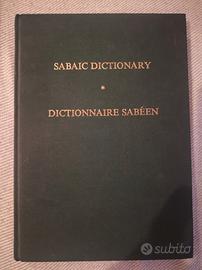 SABAIC DICTIONARY
*
DICTIONNAIRE SABÉEN
subito